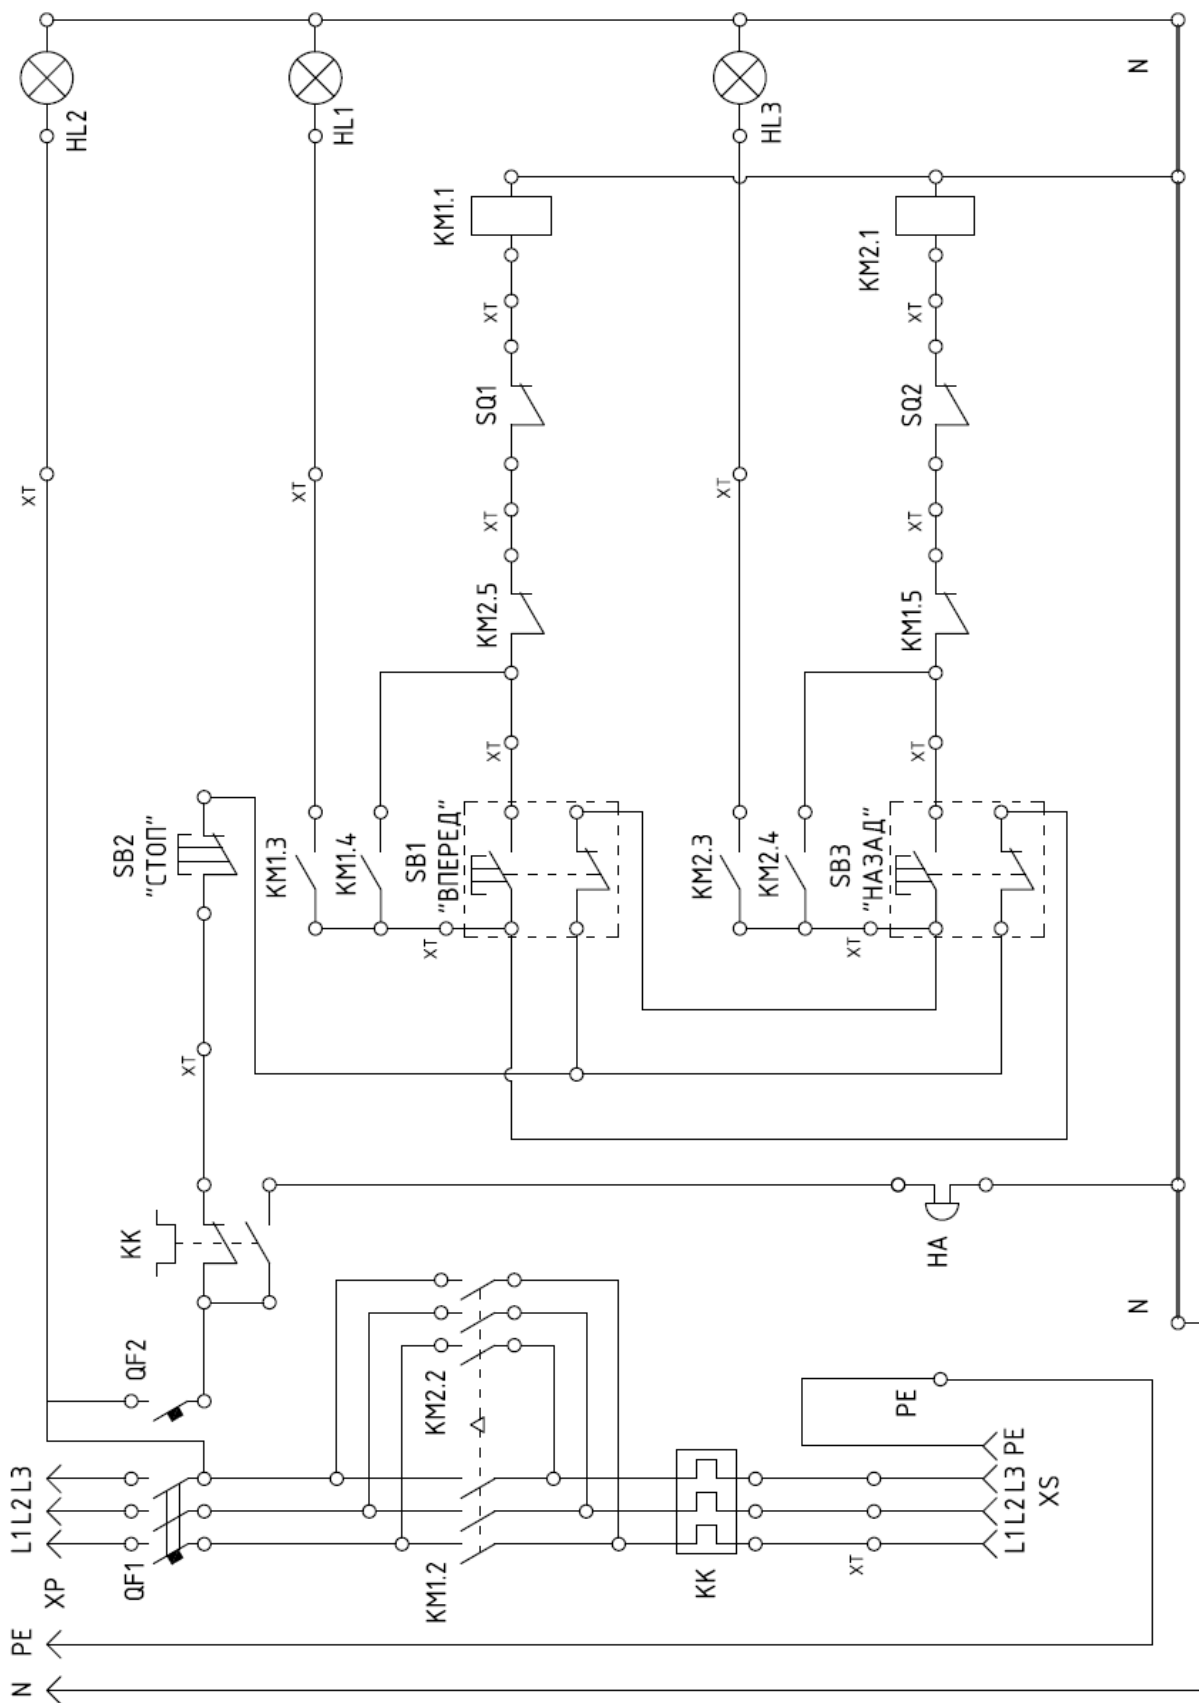 N PE L1 L2 L3
XT
XP
HL2
QF1 QF2
KK
SB2
"СТОП"
XT
KM1.3
XT
HL1
KM1.4
SB1
"ВПЕРЕД"
XT
KM1.2
KM2.2
KM1.1
XT
KM2.5
XT
SQ1
XT
KK
KM2.3
XT
KM2.4
HL3
SB3
"НАЗАД"
XT
XT
KM2.1
PE
XT
KM1.5
XT
SQ2
XT
HA
L1 L2 L3 PE
XS
N
N